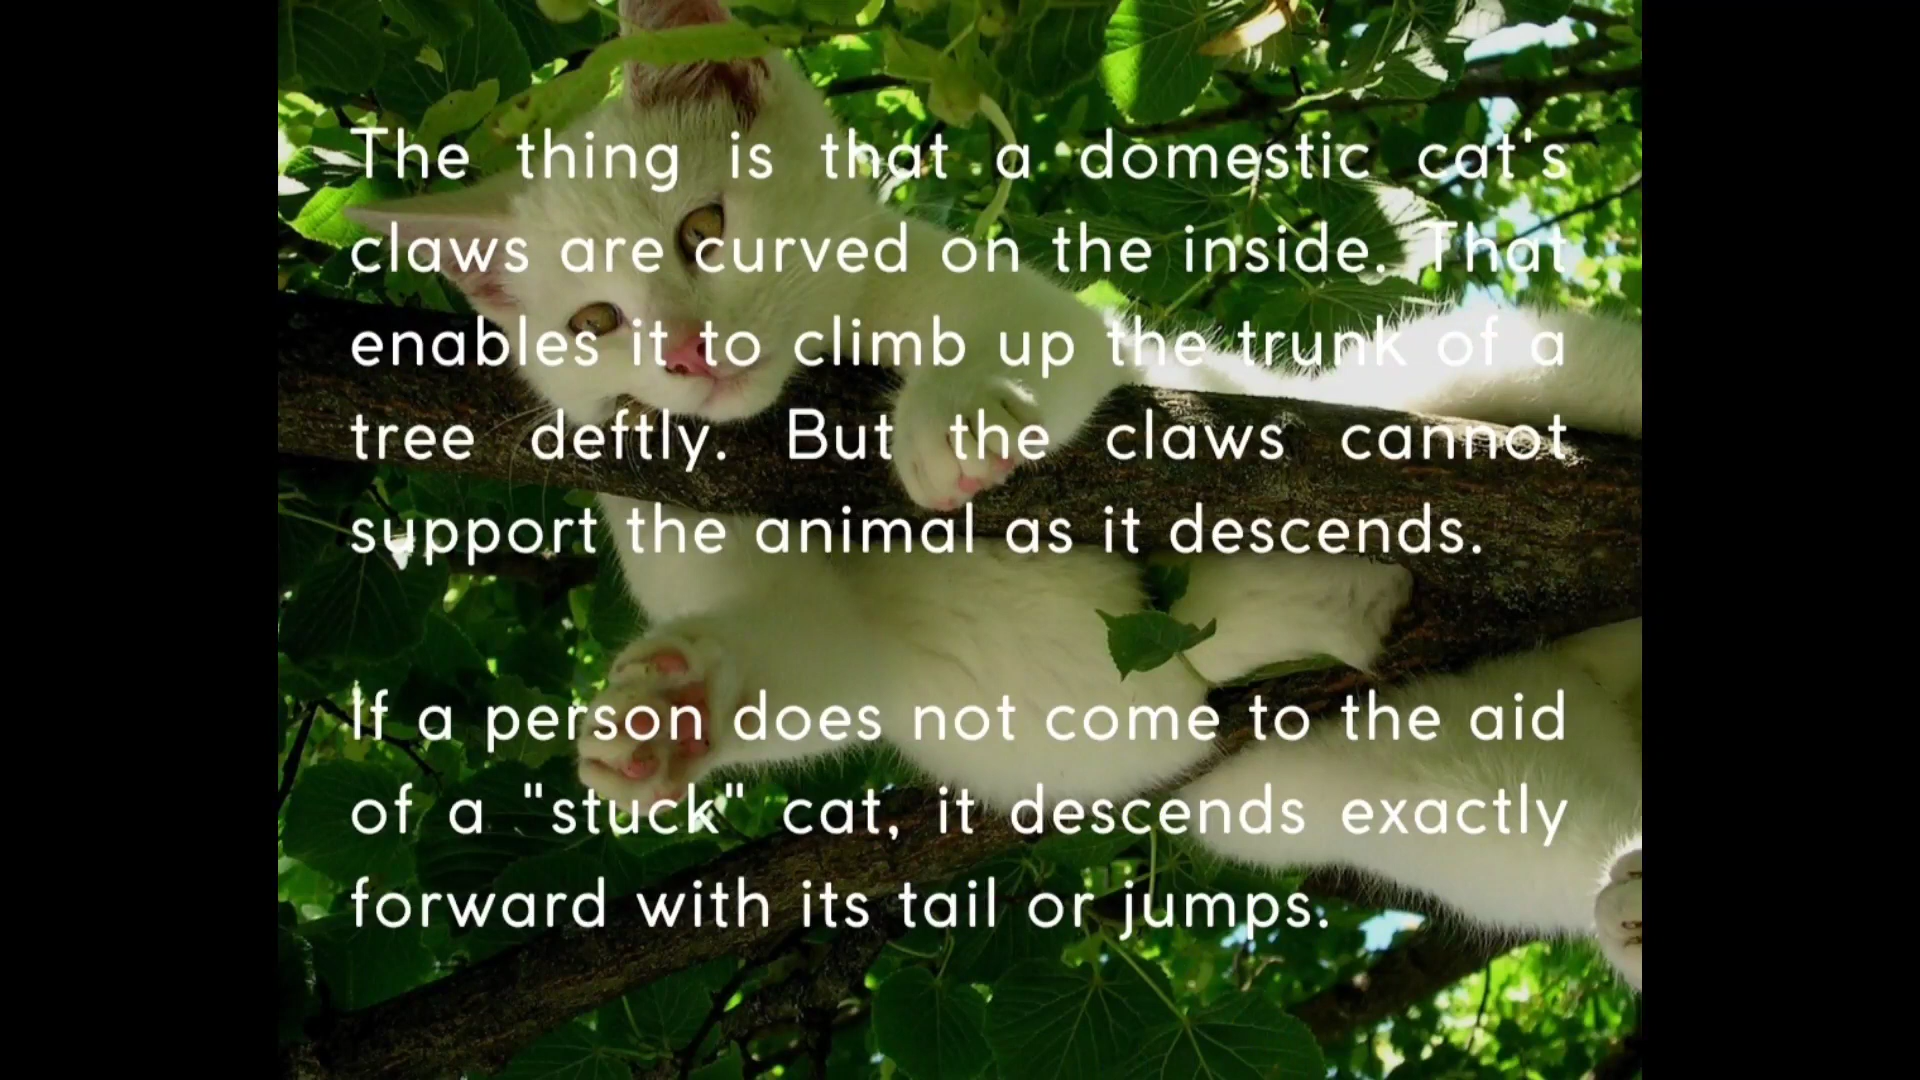 The thing is that a domestic cat's
claws are curved on the inside. That
enables it to climb up the trunk of a
tree deftly. But the claws cannot
support the animal as it descends.
If a person does not come to the aid
of a "stuck" cat, it descends exactly
forward with its tail or jumps.